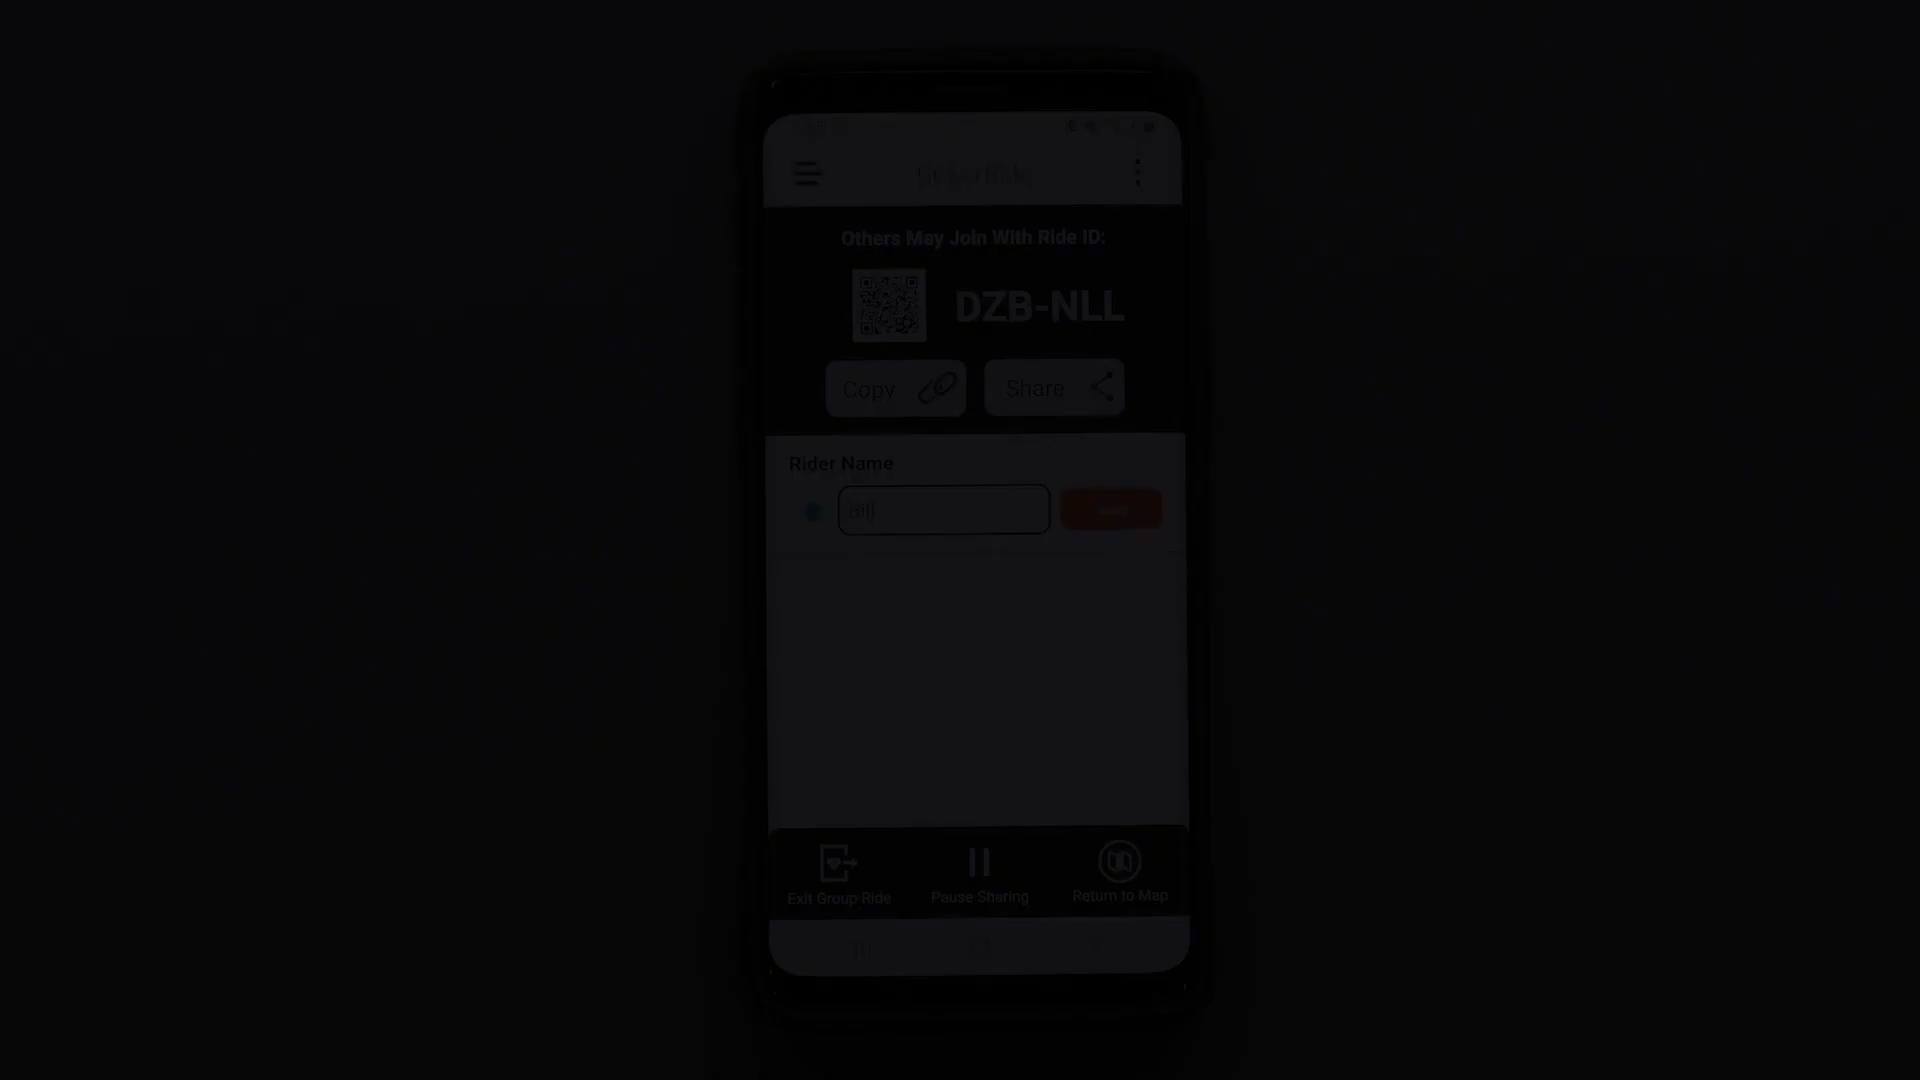 Others May Join With Ride ID:
DZB-NLL
Copy
Share
Rider Name
Bill
Exit Group Ride
Pause Sharing
Return to Map